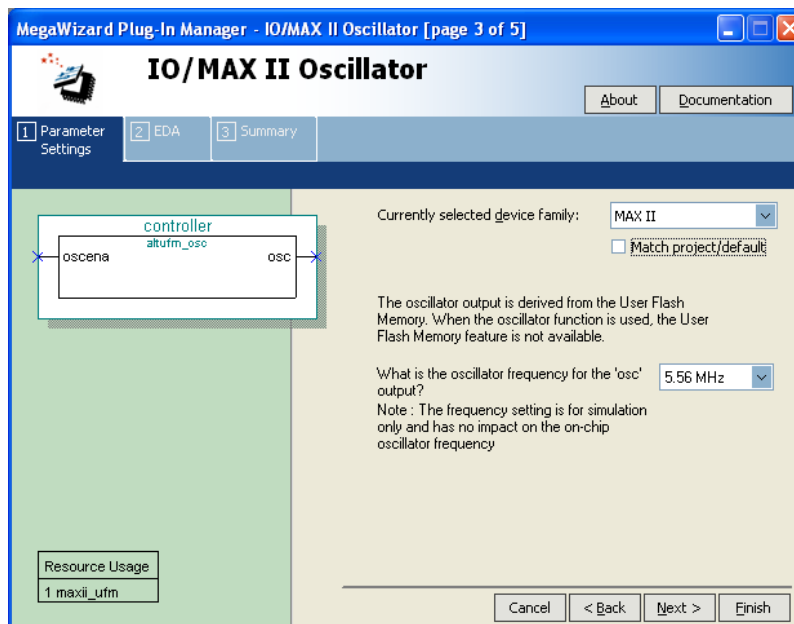 MegaWizard Plug-In Manager - IO/MAX II Oscillator [page 3 of 5]
IO/MAX II Oscillator
About
Documentation
1 Parameter
Settings
2 EDA
3 Summary
controller
altufm_osc
oscena
osc
Currently selected device family:
MAX II
Match project/default
The oscillator output is derived from the User Flash
Memory. When the oscillator function is used, the User
Flash Memory feature is not available.
What is the oscillator frequency for the 'osc'
output?
5.56 MHz
Note : The frequency setting is for simulation
only and has no impact on the on-chip
oscillator frequency
Resource Usage
1 maxii_ufm
Cancel
< Back
Next >
Finish